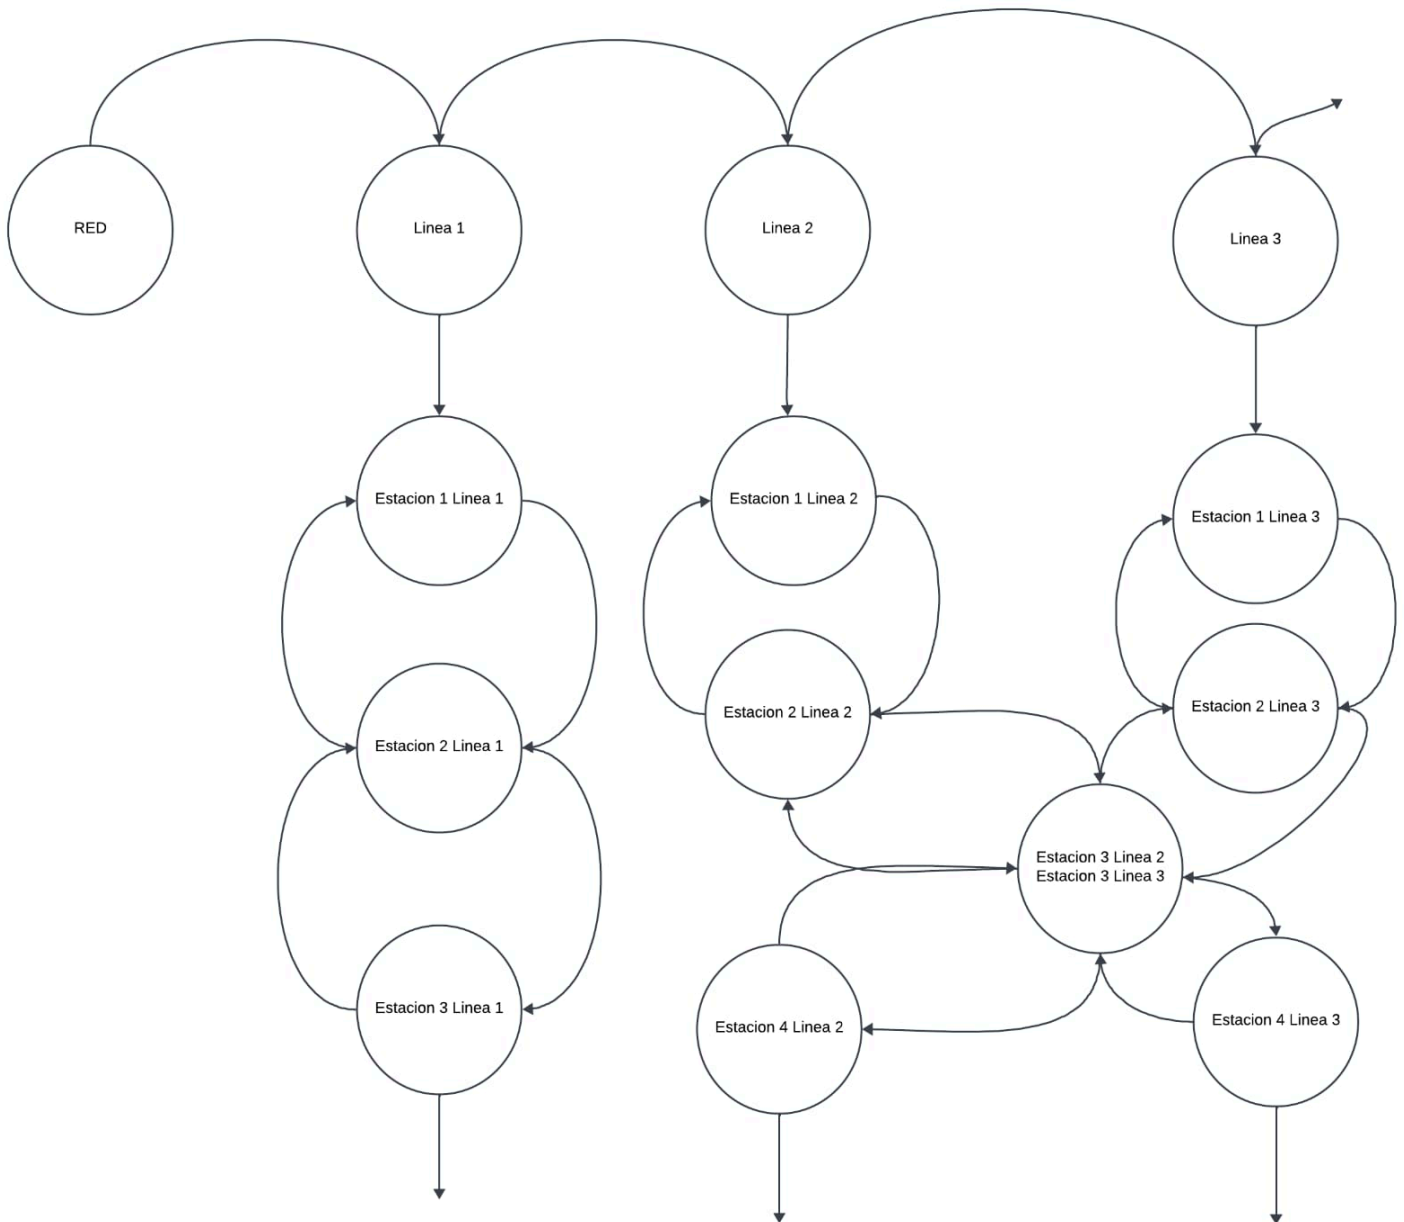 RED
Linea 1
Linea 2
Linea 3
Estacion 1 Linea 1
Estacion 1 Linea 2
Estacion 1 Linea 3
Estacion 2 Linea 1
Estacion 2 Linea 2
Estacion 2 Linea 3
Estacion 3 Linea 2
Estacion 3 Linea 3
Estacion 3 Linea 1
Estacion 4 Linea 2
Estacion 4 Linea 3